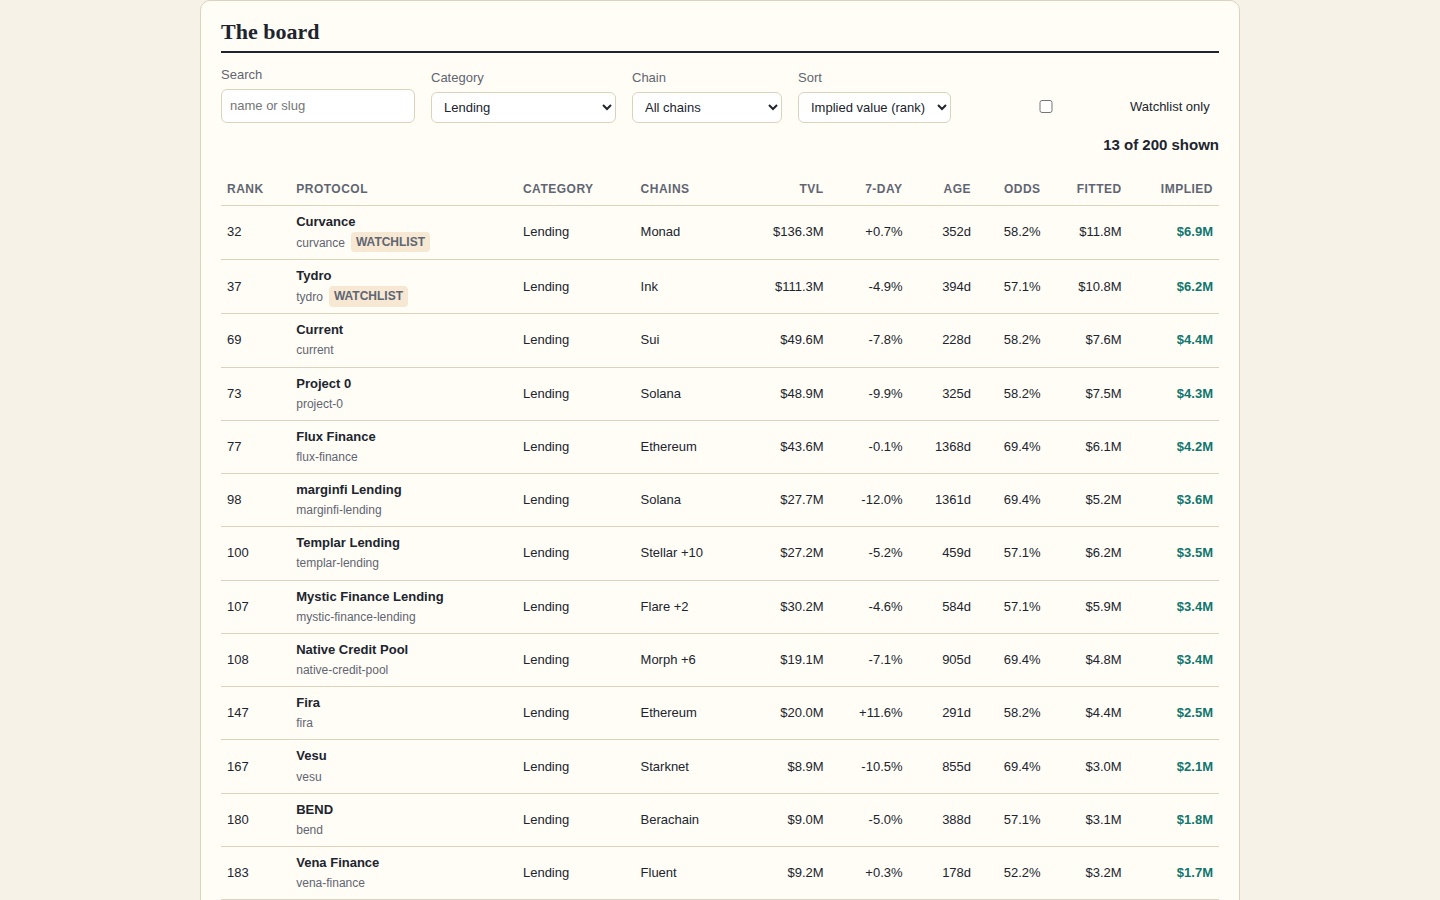 The board
Search Category Chain Sort
name or slug Lending All chains Implied value (rank) Watchlist only
13 of 200 shown
RANK PROTOCOL CATEGORY CHAINS TVL 7-DAY AGE ODDS FITTED IMPLIED
32 Curvance Lending Monad $136.3M +0.7% 352d 58.2% $11.8M $6.9M
curvance WATCHLIST
37 Tydro Lending Ink $111.3M -4.9% 394d 57.1% $10.8M $6.2M
tydro WATCHLIST
69 Current Lending Sui $49.6M -7.8% 228d 58.2% $7.6M $4.4M
current
73 Project 0 Lending Solana $48.9M -9.9% 325d 58.2% $7.5M $4.3M
project-0
77 Flux Finance Lending Ethereum $43.6M -0.1% 1368d 69.4% $6.1M $4.2M
flux-finance
98 marginfi Lending Lending Solana $27.7M -12.0% 1361d 69.4% $5.2M $3.6M
marginfi-lending
100 Templar Lending Lending Stellar +10 $27.2M -5.2% 459d 57.1% $6.2M $3.5M
templar-lending
107 Mystic Finance Lending Lending Flare +2 $30.2M -4.6% 584d 57.1% $5.9M $3.4M
mystic-finance-lending
108 Native Credit Pool Lending Morph +6 $19.1M -7.1% 905d 69.4% $4.8M $3.4M
native-credit-pool
147 Fira Lending Ethereum $20.0M +11.6% 291d 58.2% $4.4M $2.5M
fira
167 Vesu Lending Starknet $8.9M -10.5% 855d 69.4% $3.0M $2.1M
vesu
180 BEND Lending Berachain $9.0M -5.0% 388d 57.1% $3.1M $1.8M
bend
183 Vena Finance Lending Fluent $9.2M +0.3% 178d 52.2% $3.2M $1.7M
vena-finance